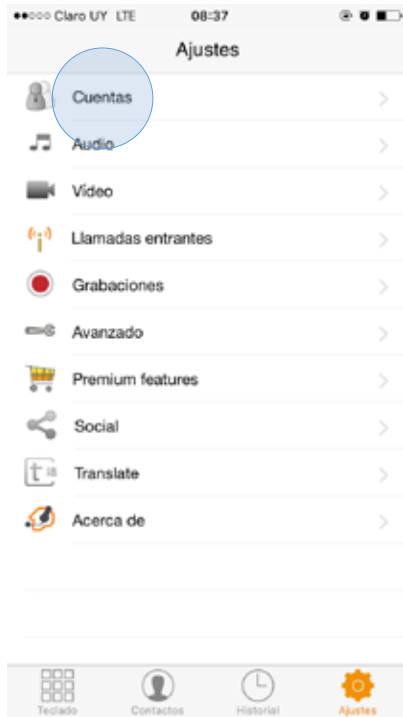 Claro UY LTE 08:37
Ajustes
Cuentas
Audio
Vídeo
Llamadas entrantes
Grabaciones
Avanzado
Premium features
Social
Translate
Acerca de
Teclado Contactos Historial Ajustes